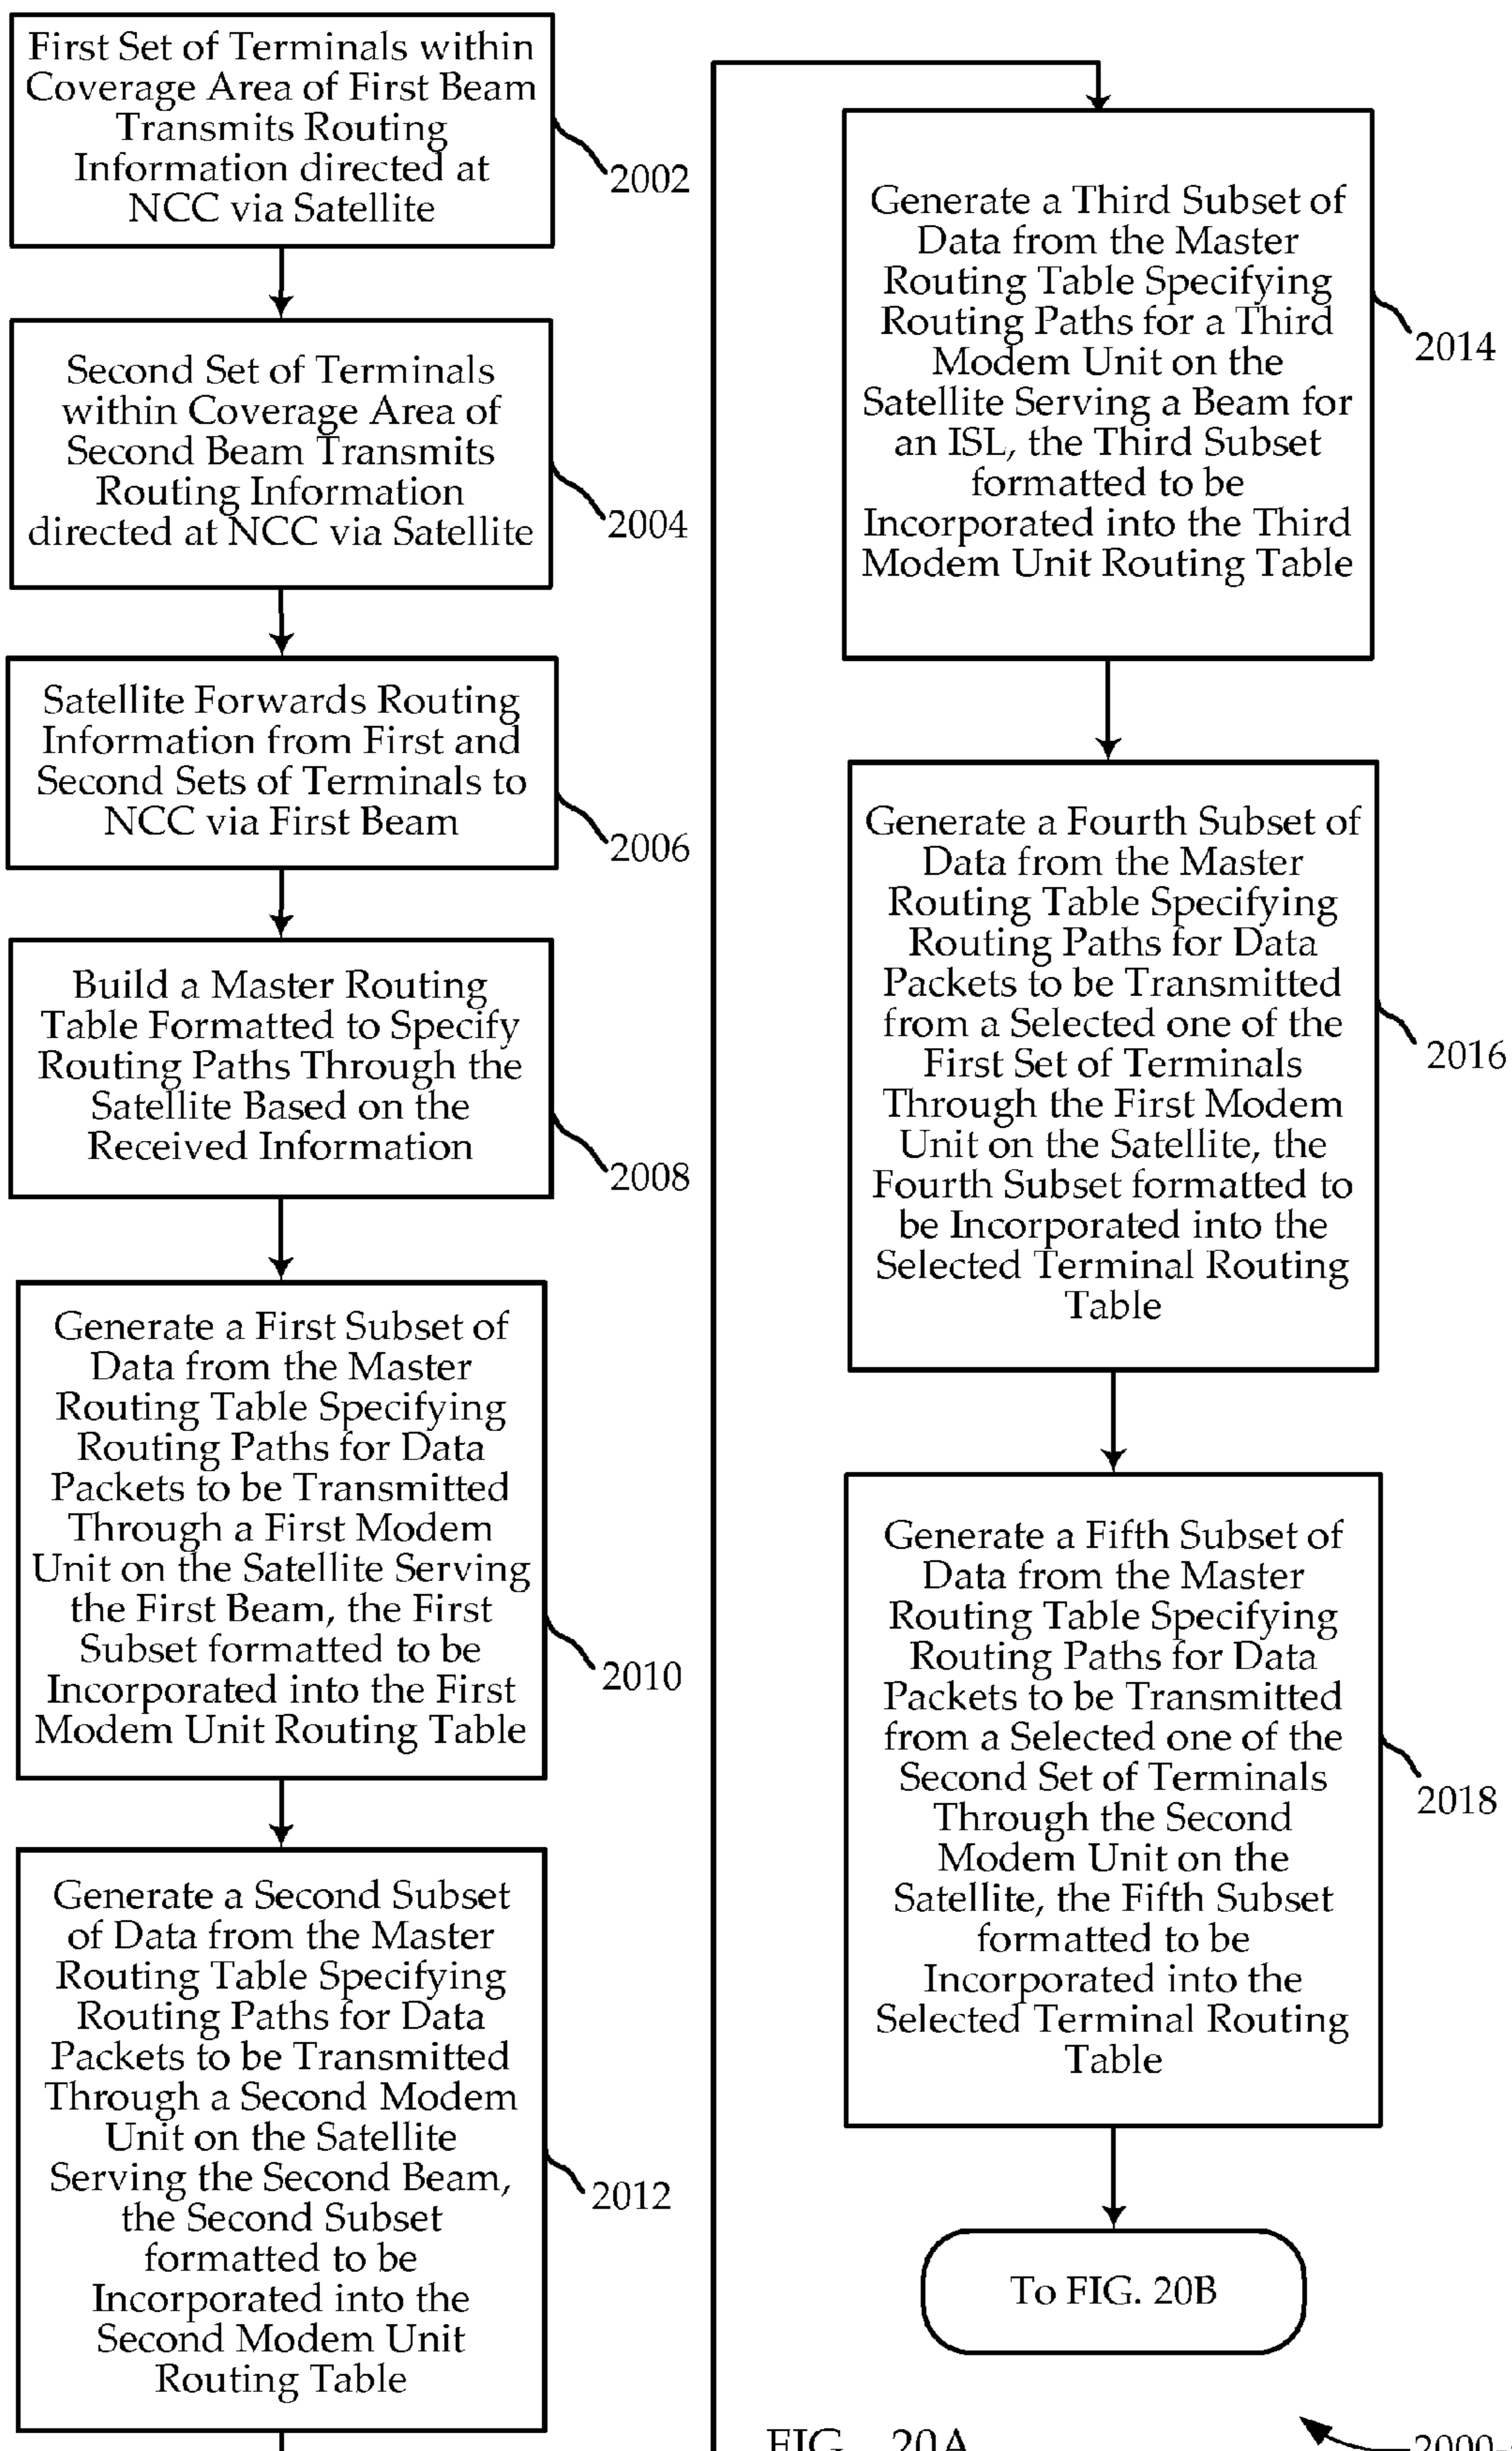 First Set of Terminals within
Coverage Area of First Beam
Transmits Routing
Information directed at
NCC via Satellite
2002
Second Set of Terminals
within Coverage Area of
Second Beam Transmits
Routing Information
directed at NCC via Satellite
2004
Satellite Forwards Routing
Information from First and
Second Sets of Terminals to
NCC via First Beam
2006
Build a Master Routing
Table Formatted to Specify
Routing Paths Through the
Satellite Based on the
Received Information
2008
Generate a First Subset of
Data from the Master
Routing Table Specifying
Routing Paths for Data
Packets to be Transmitted
Through a First Modem
Unit on the Satellite Serving
the First Beam, the First
Subset formatted to be
Incorporated into the First
Modem Unit Routing Table
2010
Generate a Second Subset
of Data from the Master
Routing Table Specifying
Routing Paths for Data
Packets to be Transmitted
Through a Second Modem
Unit on the Satellite
Serving the Second Beam,
the Second Subset
formatted to be
Incorporated into the
Second Modem Unit
Routing Table
2012
Generate a Third Subset of
Data from the Master
Routing Table Specifying
Routing Paths for a Third
Modem Unit on the
Satellite Serving a Beam for
an ISL, the Third Subset
formatted to be
Incorporated into the Third
Modem Unit Routing Table
2014
Generate a Fourth Subset of
Data from the Master
Routing Table Specifying
Routing Paths for Data
Packets to be Transmitted
from a Selected one of the
First Set of Terminals
Through the First Modem
Unit on the Satellite, the
Fourth Subset formatted to
be Incorporated into the
Selected Terminal Routing
Table
2016
Generate a Fifth Subset of
Data from the Master
Routing Table Specifying
Routing Paths for Data
Packets to be Transmitted
from a Selected one of the
Second Set of Terminals
Through the Second
Modem Unit on the
Satellite, the Fifth Subset
formatted to be
Incorporated into the
Selected Terminal Routing
Table
2018
To FIG. 20B
FIG. 20A